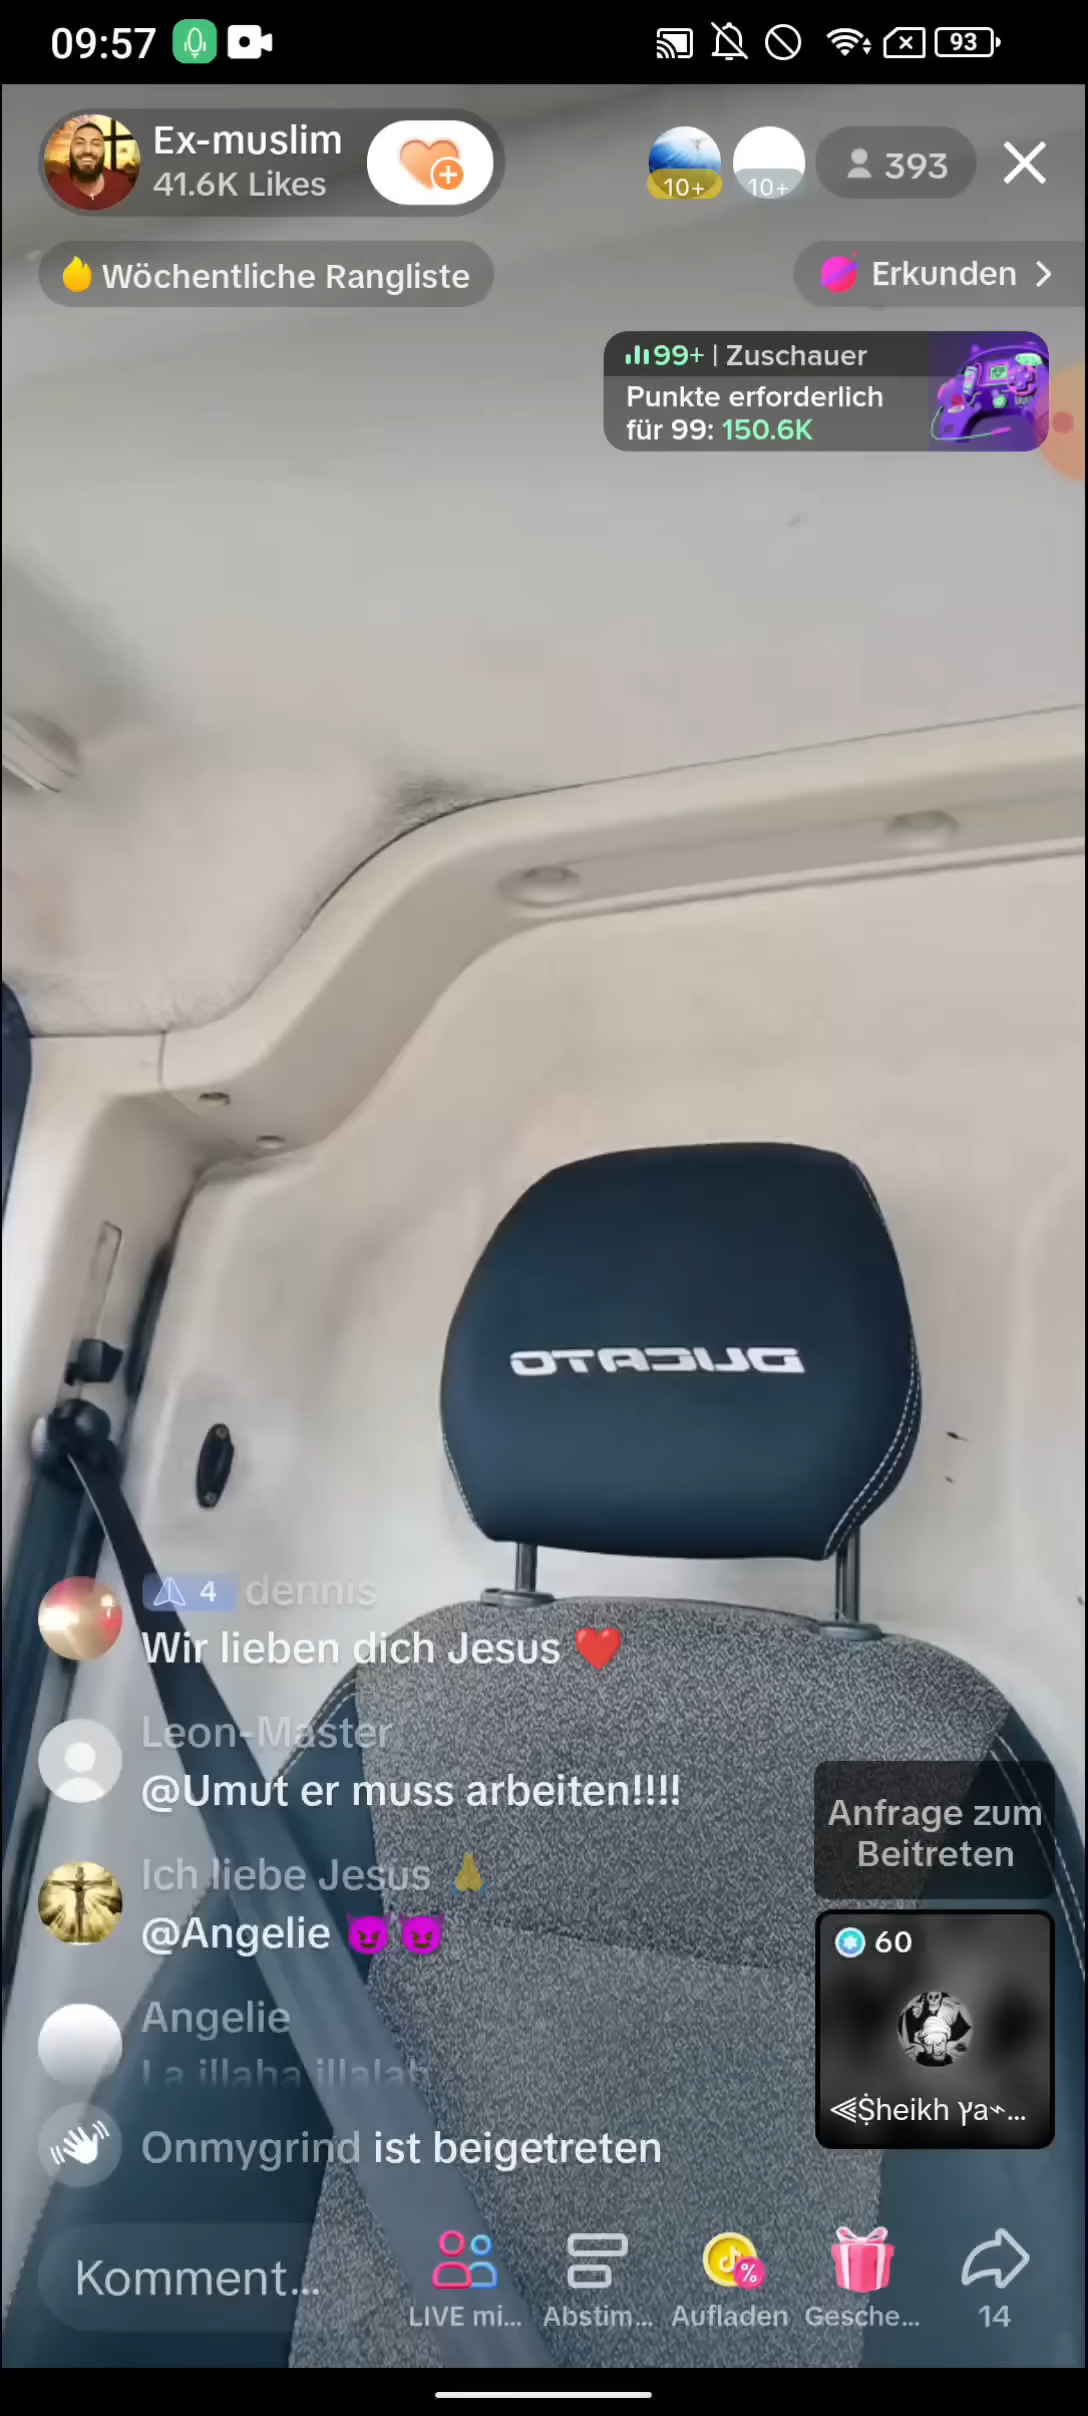 09:57
93
Ex-muslim
41.6K Likes
10+
10+
393
Wöchentliche Rangliste
Erkunden
99+ | Zuschauer
Punkte erforderlich
für 99: 150.6K
DUCATO
4 dennis
Wir lieben dich Jesus ❤️
Leon-Master
@Umut er muss arbeiten!!!!
Anfrage zum
Beitreten
Ich liebe Jesus 🙏
@Angelie 😈😈
60
Angelie
La illaha illalah
⪡Ṩheikh
Onmygrind ist beigetreten
Komment...
LIVE mi...
Abstim...
Aufladen
Gesche...
14